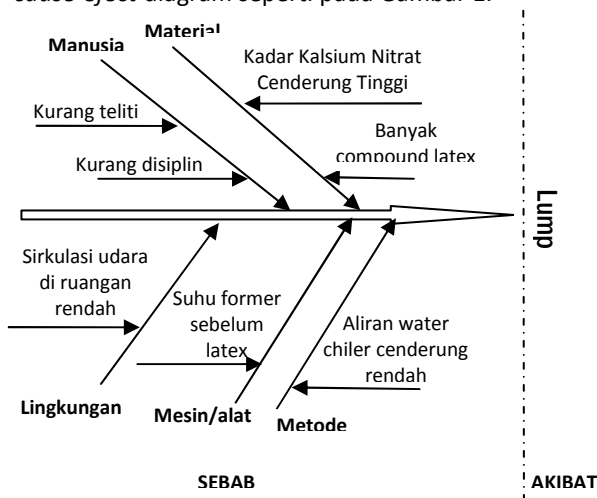 cause-efect diagram seperti pada Gambar 2.
Material
Manusia
Kadar Kalsium Nitrat
Cenderung Tinggi
Kurang teliti
Banyak
compound latex
Kurang disiplin
Lump
Sirkulasi udara
di ruangan
rendah
Suhu former
sebelum
latex
Aliran water
chiler cenderung
rendah
Lingkungan
Mesin/alat
Metode
SEBAB
AKIBAT